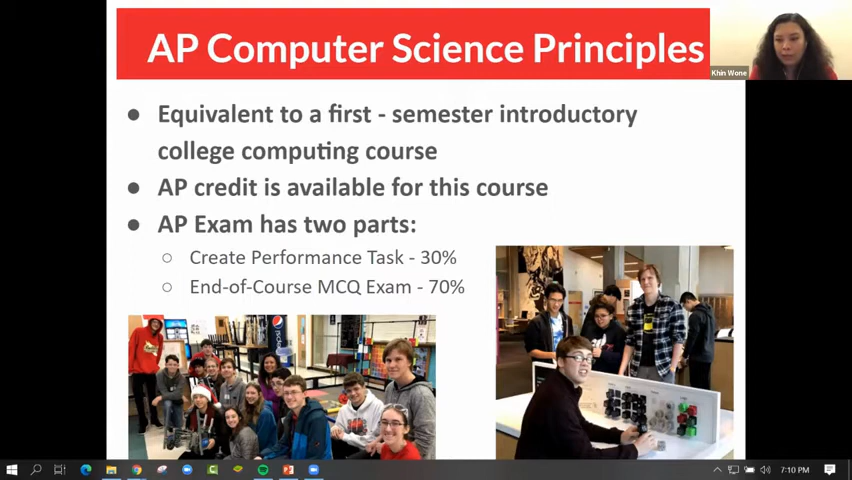 AP Computer Science Principles
Khin Wone
● Equivalent to a first - semester introductory
college computing course
● AP credit is available for this course
● AP Exam has two parts:
○ Create Performance Task - 30%
○ End-of-Course MCQ Exam - 70%
pepsi
7:10 PM